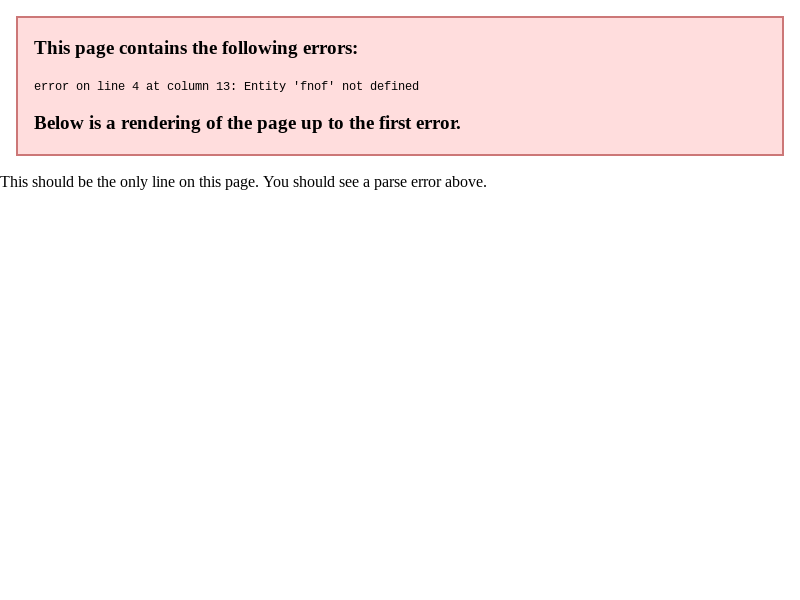 This page contains the following errors:
error on line 4 at column 13: Entity 'fnof' not defined
Below is a rendering of the page up to the first error.
This should be the only line on this page. You should see a parse error above.